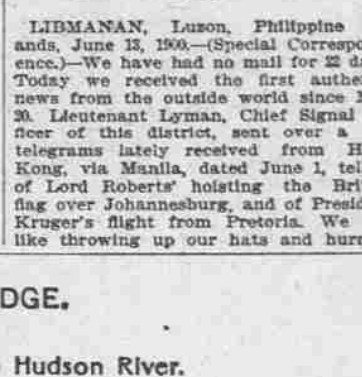 LIBMANAN, Luzon, Philippine
ands, June 13, 1900.—(Special Correspo
ence.)—We have had no mail for 22 da
Today we received the first authe
news from the outside world since
20. Lieutenant Lyman, Chief Signal
ficer of this district, sent over a
telegrams lately received from H
Kong, via Manila, dated June 1, tel
of Lord Roberts' hoisting the Bri
flag over Johannesburg, and of Presid
Kruger's flight from Pretoria. We
like throwing up our hats and hurr
DGE.
Hudson River.